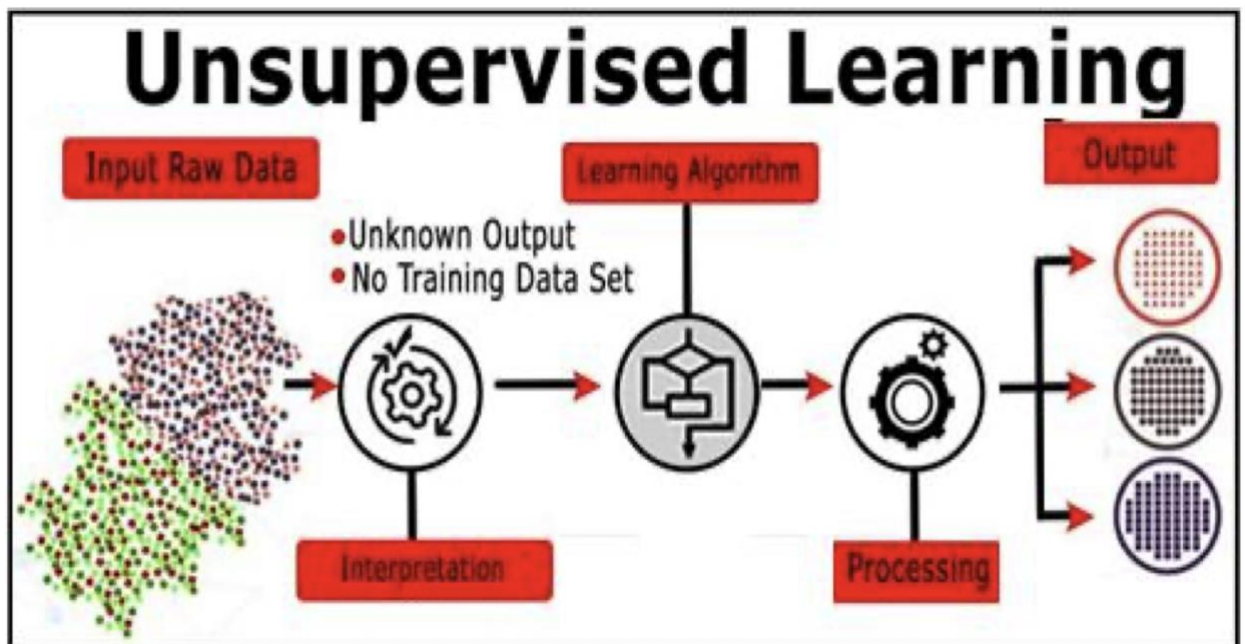 Unsupervised Learning
Input Raw Data
Learning Algorithm
Output
Unknown Output
No Training Data Set
Interpretation
Processing